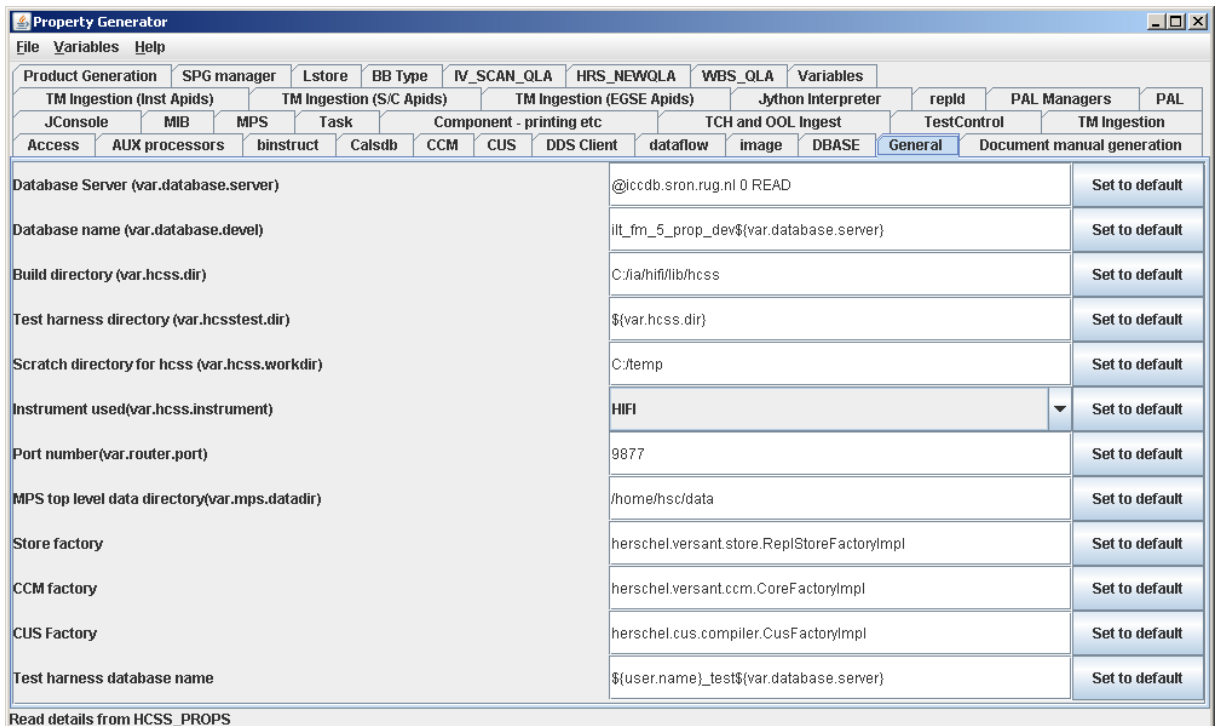 Property Generator
File Variables Help
Product Generation SPG manager Lstore BB Type IV_SCAN_QLA HRS_NEWQLA WBS_QLA Variables
TM Ingestion (Inst Apids) TM Ingestion (S/C Apids) TM Ingestion (EGSE Apids) Jython Interpreter repId PAL Managers PAL
JConsole MIB MPS Task Component - printing etc TCH and OOL Ingest TestControl TM Ingestion
Access AUX processors binstruct Calsdb CCM CUS DDS Client dataflow image DBASE General Document manual generation
Database Server (var.database.server) @iccdb.sron.rug.nl 0 READ Set to default
Database name (var.database.devel) ilt_fm_5_prop_dev${var.database.server} Set to default
Build directory (var.hcss.dir) C:/ia/hifi/lib/hcss Set to default
Test harness directory (var.hcsstest.dir) ${var.hcss.dir} Set to default
Scratch directory for hcss (var.hcss.workdir) C:/temp Set to default
Instrument used(var.hcss.instrument) HIFI Set to default
Port number(var.router.port) 9877 Set to default
MPS top level data directory(var.mps.datadir) /home/hsc/data Set to default
Store factory herschel.versant.store.ReplStoreFactoryImpl Set to default
CCM factory herschel.versant.ccm.CoreFactoryImpl Set to default
CUS Factory herschel.cus.compiler.CusFactoryImpl Set to default
Test harness database name ${user.name}_test${var.database.server} Set to default
Read details from HCSS_PROPS